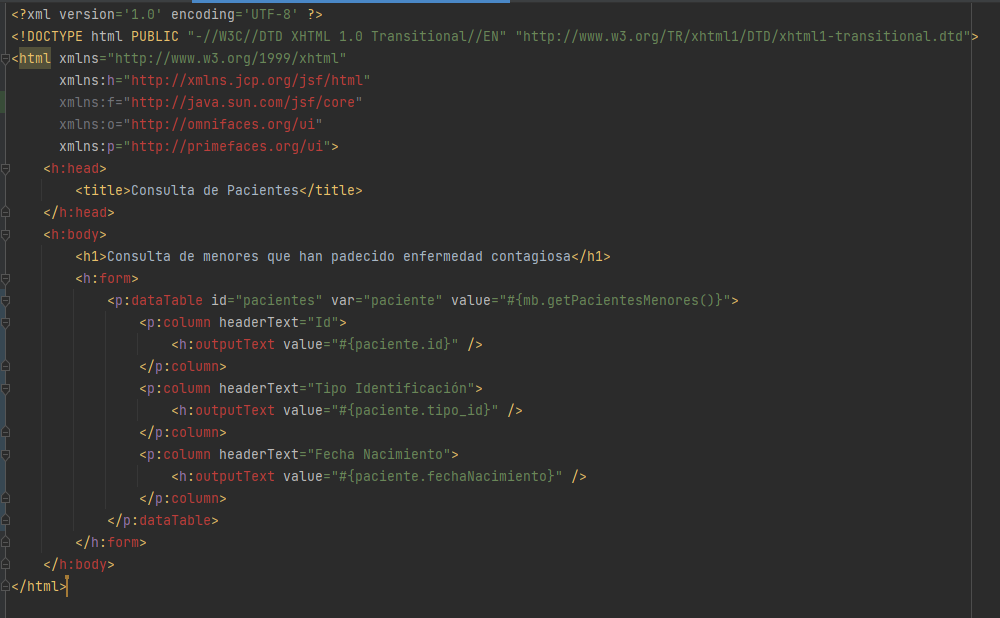 <?xml version='1.0' encoding='UTF-8' ?>
<!DOCTYPE html PUBLIC "-//W3C//DTD XHTML 1.0 Transitional//EN" "http://www.w3.org/TR/xhtml1/DTD/xhtml1-transitional.dtd">
<html xmlns="http://www.w3.org/1999/xhtml"
      xmlns:h="http://xmlns.jcp.org/jsf/html"
      xmlns:f="http://java.sun.com/jsf/core"
      xmlns:o="http://omnifaces.org/ui"
      xmlns:p="http://primefaces.org/ui">
    <h:head>
        <title>Consulta de Pacientes</title>
    </h:head>
    <h:body>
        <h1>Consulta de menores que han padecido enfermedad contagiosa</h1>
        <h:form>
            <p:dataTable id="pacientes" var="paciente" value="#{mb.getPacientesMenores()}">
                <p:column headerText="Id">
                    <h:outputText value="#{paciente.id}" />
                </p:column>
                <p:column headerText="Tipo Identificación">
                    <h:outputText value="#{paciente.tipo_id}" />
                </p:column>
                <p:column headerText="Fecha Nacimiento">
                    <h:outputText value="#{paciente.fechaNacimiento}" />
                </p:column>
            </p:dataTable>
        </h:form>
    </h:body>
</html>